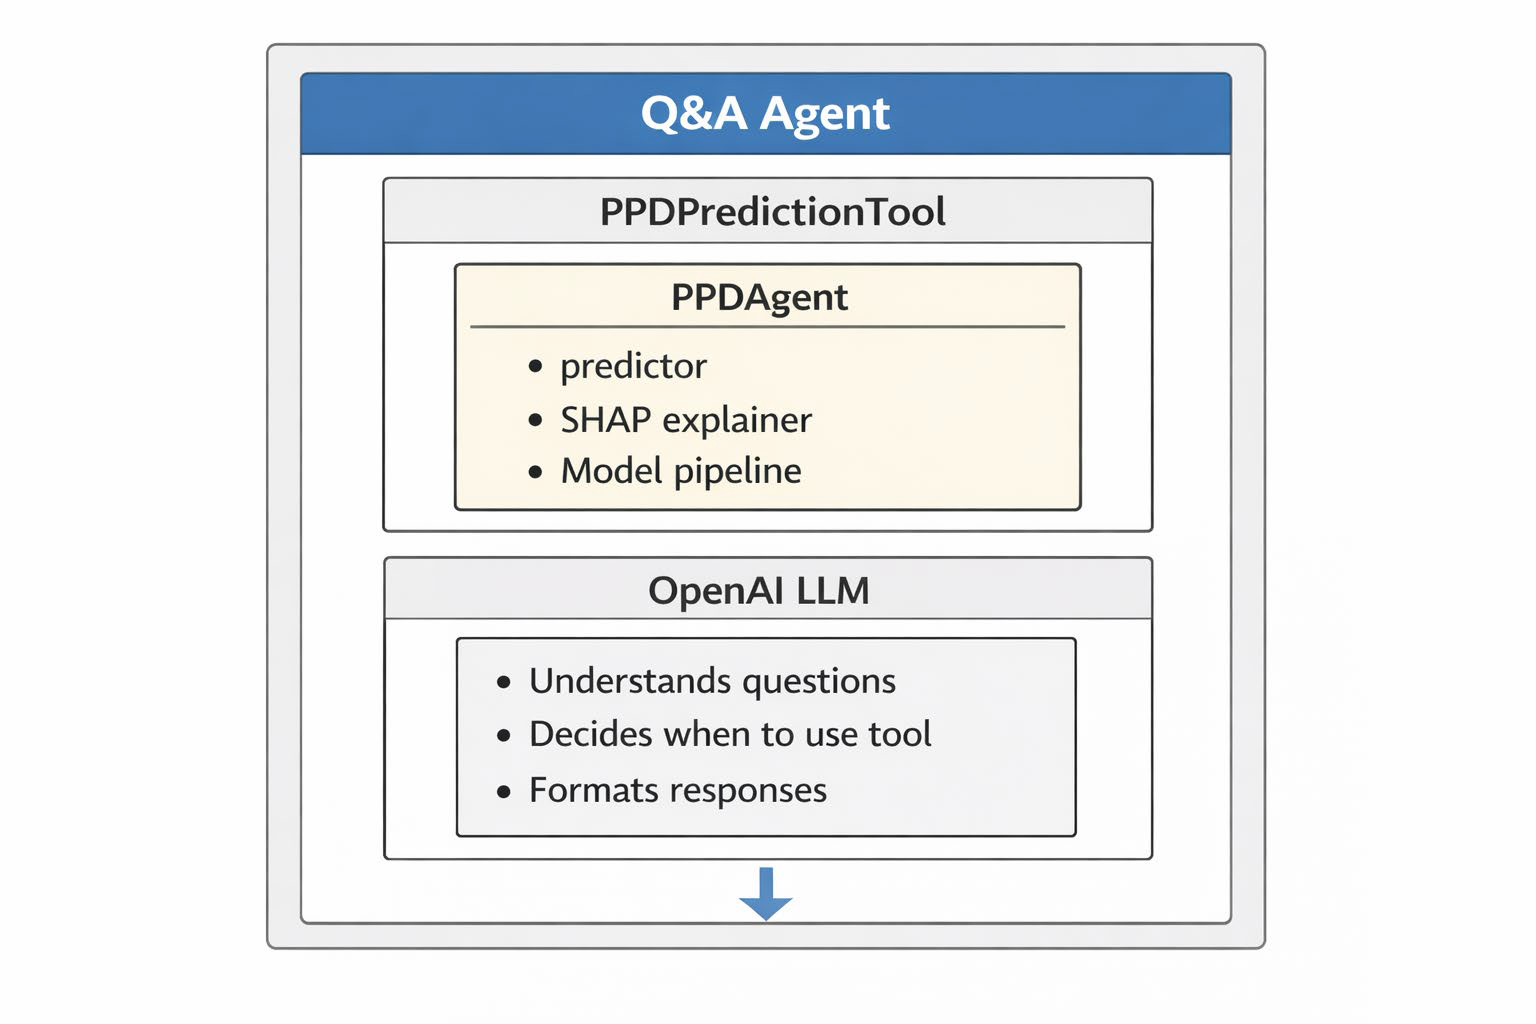 Q&A Agent
PPDPredictionTool
PPDAgent
• predictor
• SHAP explainer
• Model pipeline
OpenAI LLM
• Understands questions
• Decides when to use tool
• Formats responses